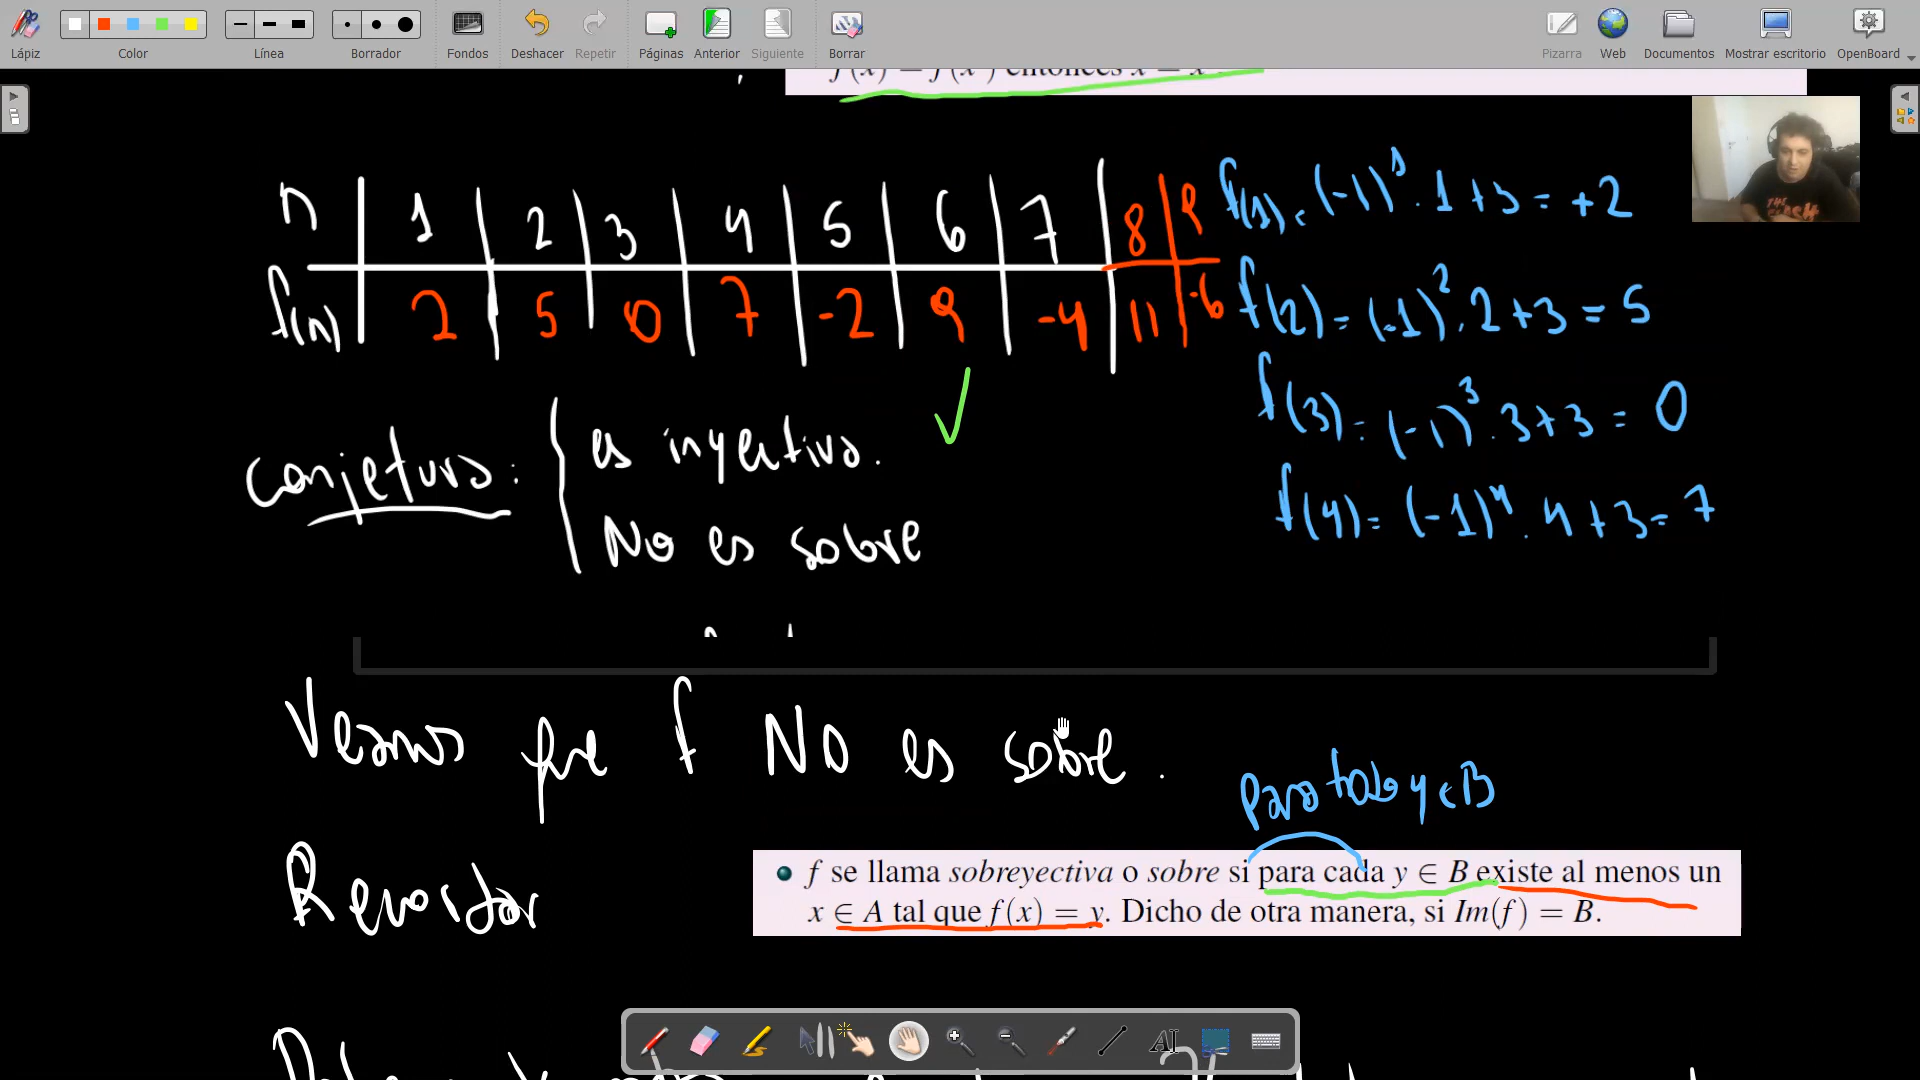 Lápiz Color Línea Borrador Fondos Deshacer Repetir Páginas Anterior Siguiente Borrar Pizarra Web Documentos Mostrar escritorio OpenBoard
f(x) = f(x') entonces x = x'
n 1 2 3 4 5 6 7 8 9
f(n) 2 5 0 7 -2 9 -4 11 -6
f(1) = (-1)^1 . 1 + 3 = +2
f(2) = (-1)^2 . 2 + 3 = 5
f(3) = (-1)^3 . 3 + 3 = 0
f(4) = (-1)^4 . 4 + 3 = 7
conjetura: es inyectiva. ✓
No es sobre
Veamos que f NO es sobre.
para todo y ∈ B
Recordar
• f se llama sobreyectiva o sobre si para cada y ∈ B existe al menos un
x ∈ A tal que f(x) = y. Dicho de otra manera, si Im(f) = B.